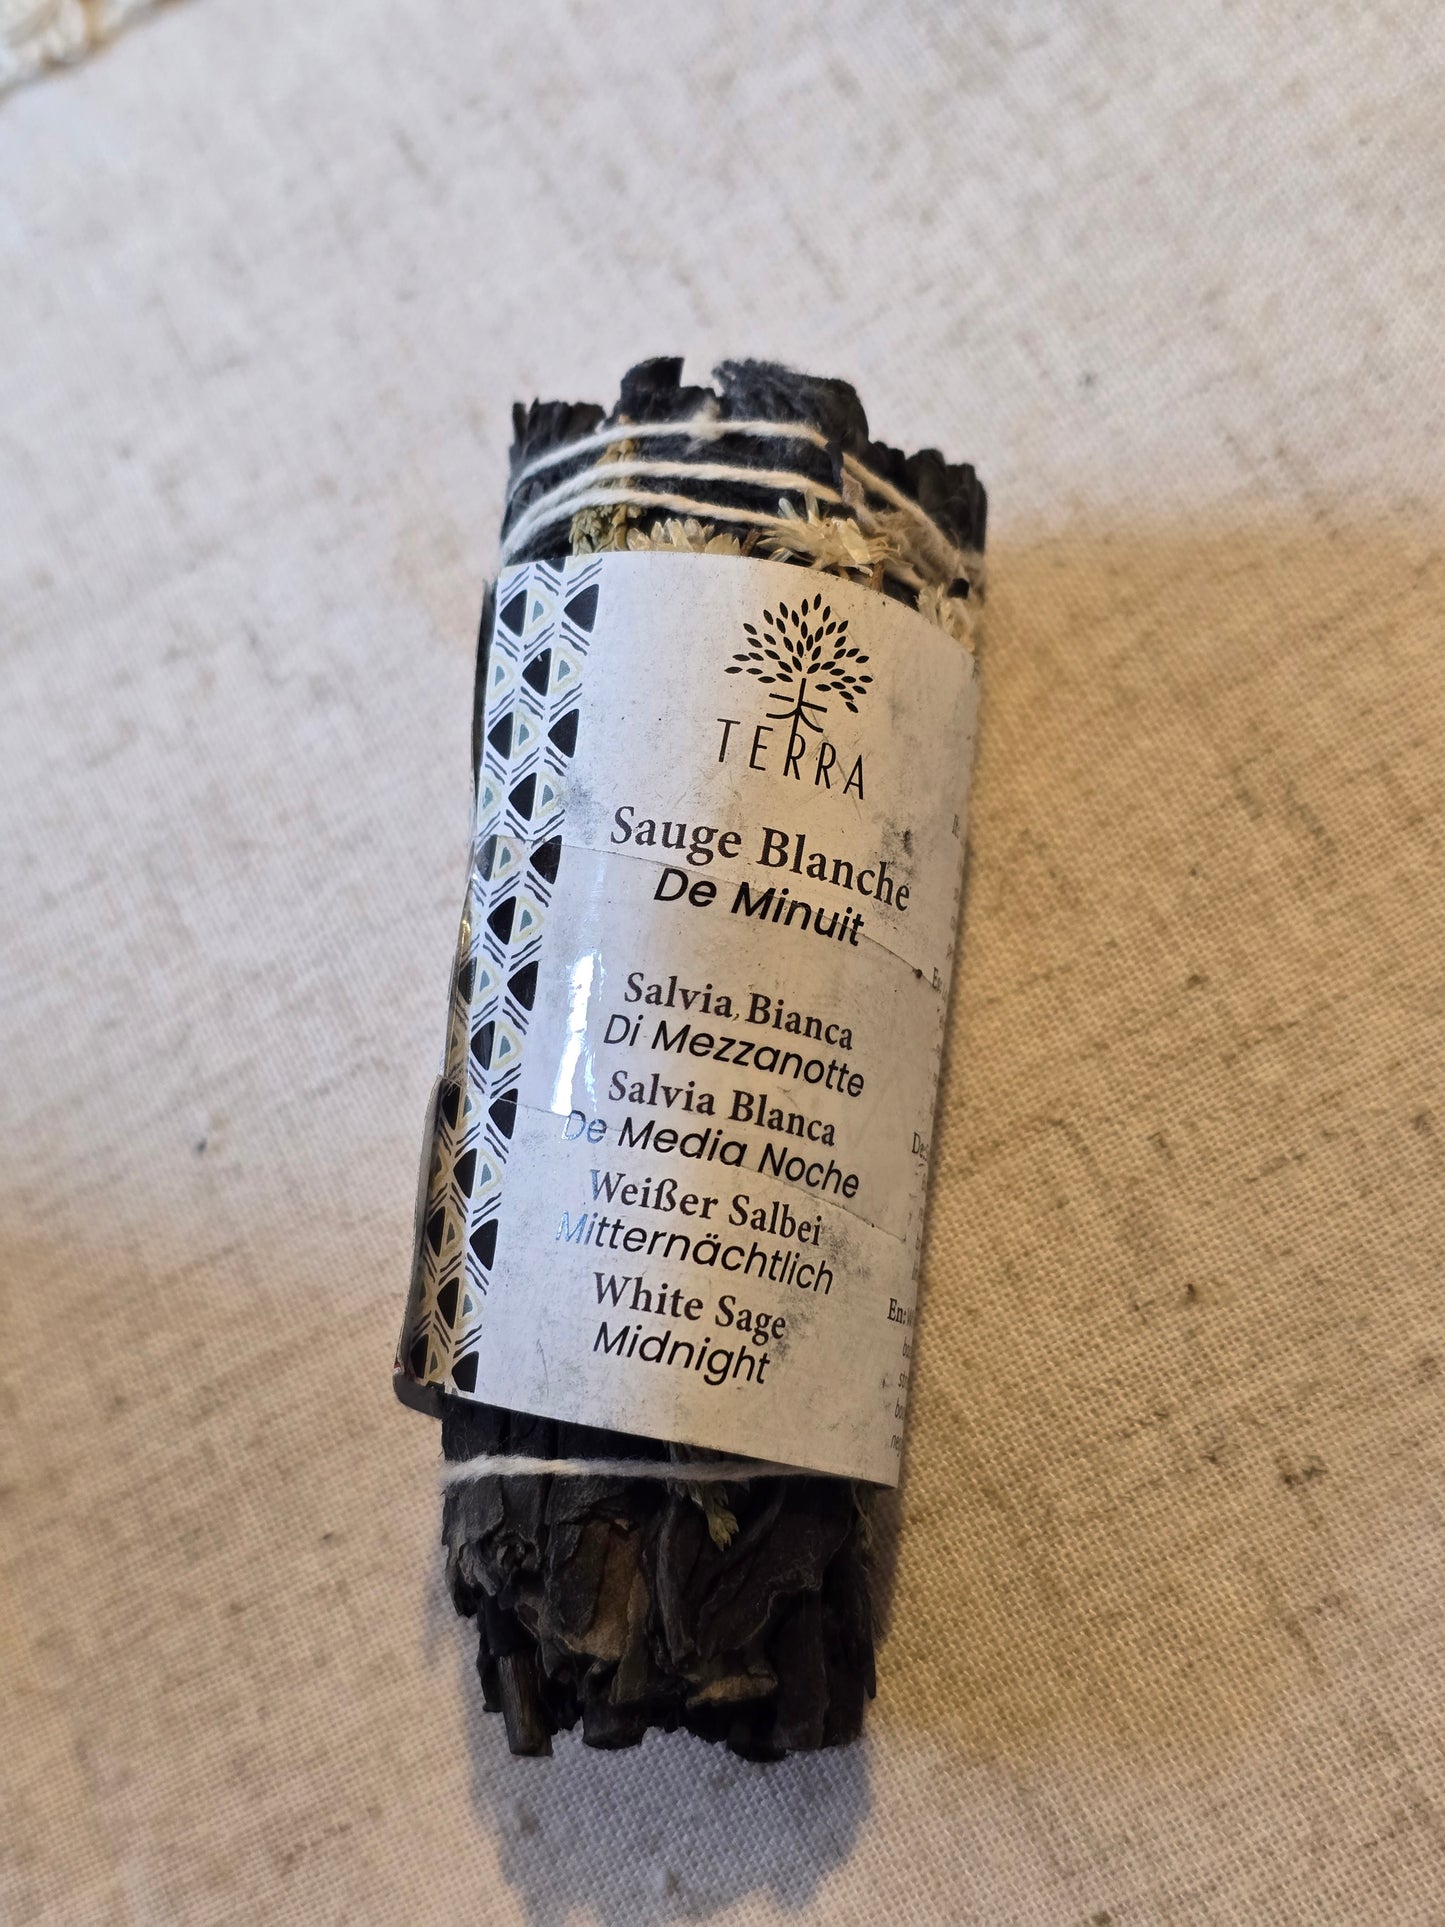 TERRA
Sauge Blanche
De Minuit
Salvia Bianca
Di Mezzanotte
Salvia Blanca
De Media Noche
Weißer Salbei
Mitternächtlich
White Sage
Midnight
En: